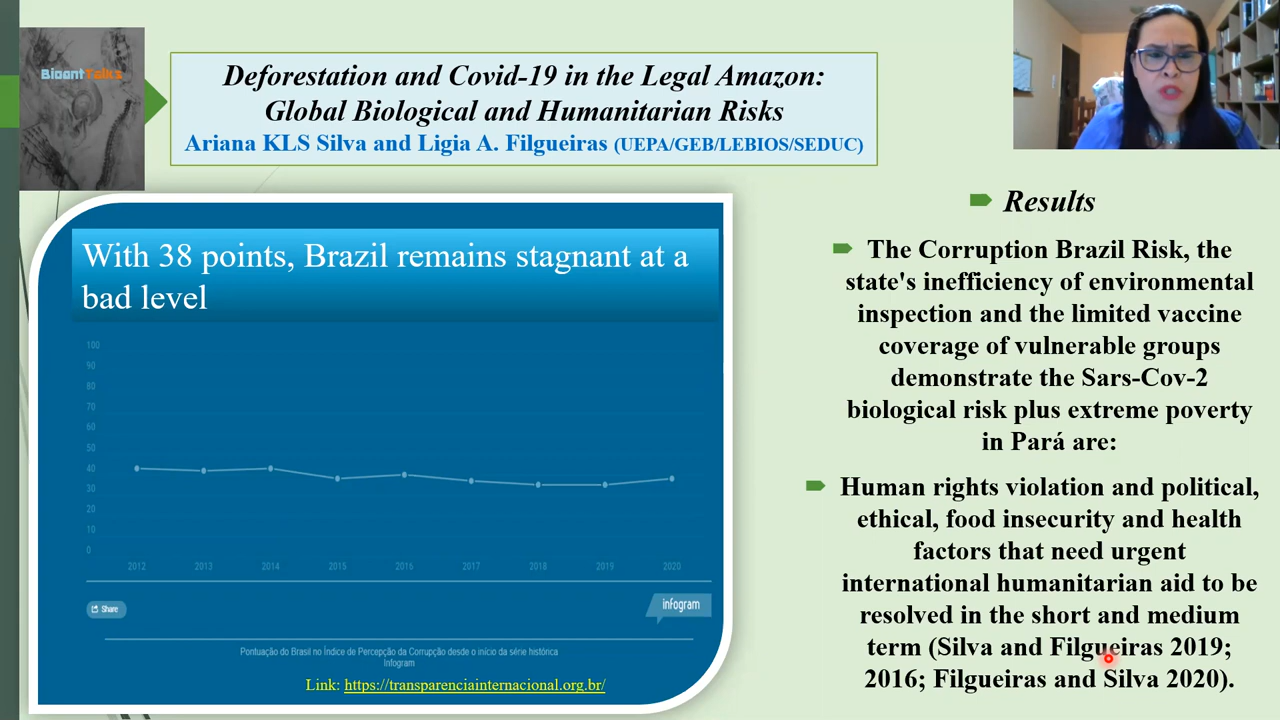 BioantTalks
Deforestation and Covid-19 in the Legal Amazon:
Global Biological and Humanitarian Risks
Ariana KLS Silva and Ligia A. Filgueiras (UEPA/GEB/LEBIOS/SEDUC)
With 38 points, Brazil remains stagnant at a
bad level
100
90
80
70
60
50
40
30
20
10
0
2012 2013 2014 2015 2016 2017 2018 2019 2020
Share
infogram
Pontuação do Brasil no Índice de Percepção da Corrupção desde o início da série histórica
Infogram
Link: https://transparenciainternacional.org.br/
Results
The Corruption Brazil Risk, the
state's inefficiency of environmental
inspection and the limited vaccine
coverage of vulnerable groups
demonstrate the Sars-Cov-2
biological risk plus extreme poverty
in Pará are:
Human rights violation and political,
ethical, food insecurity and health
factors that need urgent
international humanitarian aid to be
resolved in the short and medium
term (Silva and Filgueiras 2019;
2016; Filgueiras and Silva 2020).